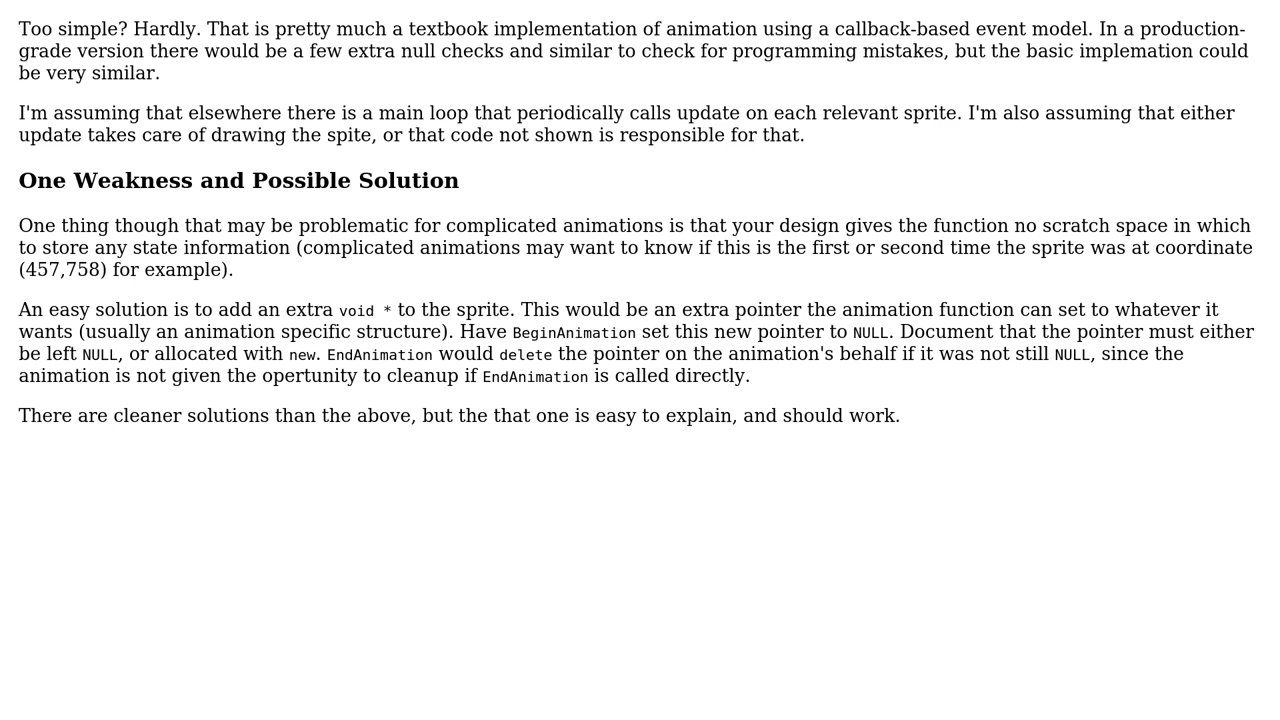 Too simple? Hardly. That is pretty much a textbook implementation of animation using a callback-based event model. In a production-
grade version there would be a few extra null checks and similar to check for programming mistakes, but the basic implemation could
be very similar.
I'm assuming that elsewhere there is a main loop that periodically calls update on each relevant sprite. I'm also assuming that either
update takes care of drawing the spite, or that code not shown is responsible for that.
One Weakness and Possible Solution
One thing though that may be problematic for complicated animations is that your design gives the function no scratch space in which
to store any state information (complicated animations may want to know if this is the first or second time the sprite was at coordinate
(457,758) for example).
An easy solution is to add an extra void * to the sprite. This would be an extra pointer the animation function can set to whatever it
wants (usually an animation specific structure). Have BeginAnimation set this new pointer to NULL. Document that the pointer must either
be left NULL, or allocated with new. EndAnimation would delete the pointer on the animation's behalf if it was not still NULL, since the
animation is not given the opertunity to cleanup if EndAnimation is called directly.
There are cleaner solutions than the above, but the that one is easy to explain, and should work.